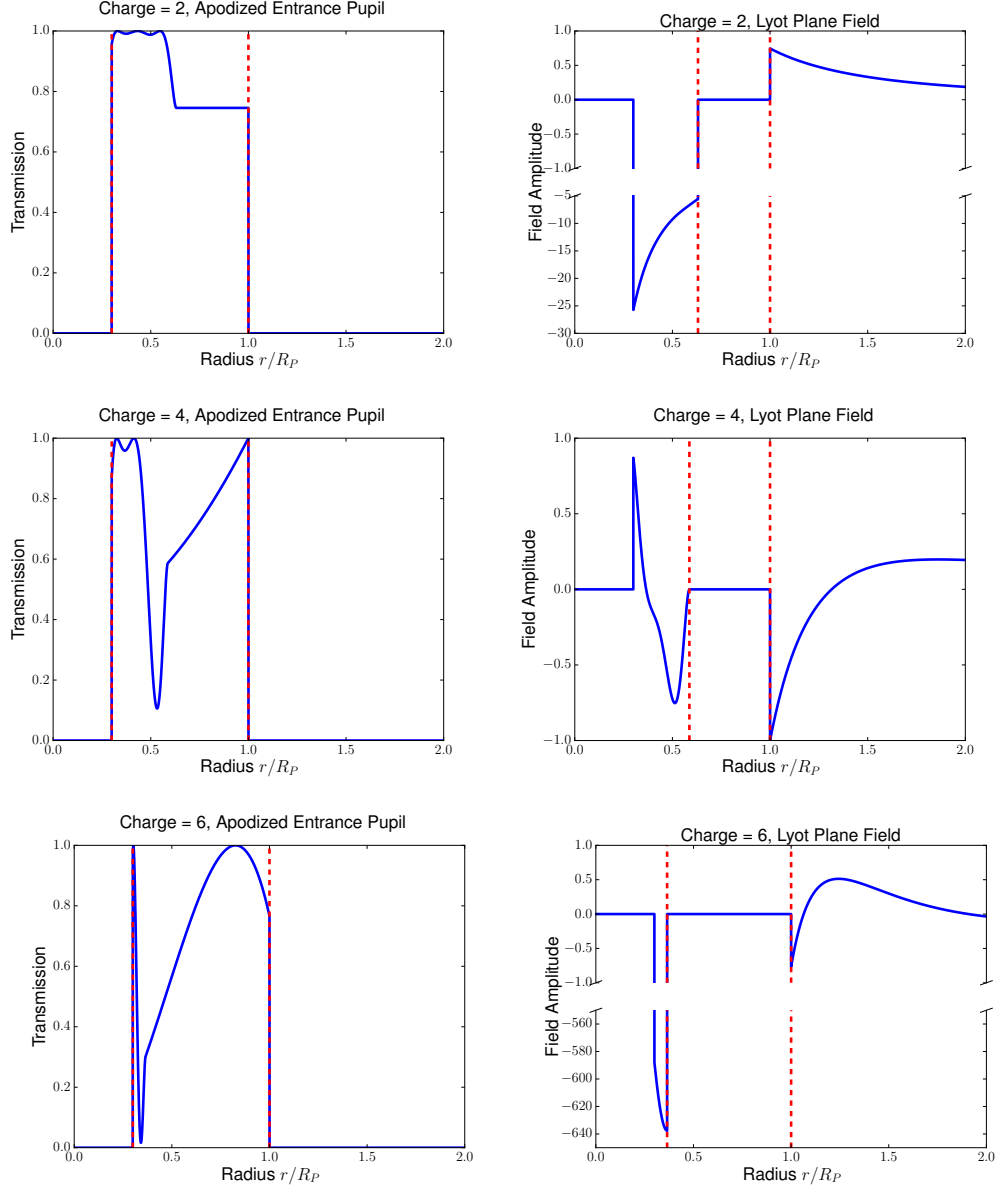 Charge = 2, Apodized Entrance Pupil
1.0
0.8
0.6
0.4
0.2
0.0
Transmission
0.0 0.5 1.0 1.5 2.0
Radius r/R_P
Charge = 2, Lyot Plane Field
1.0
0.5
0.0
−0.5
−1.0
−5
−10
−15
−20
−25
−30
Field Amplitude
0.0 0.5 1.0 1.5 2.0
Radius r/R_P
Charge = 4, Apodized Entrance Pupil
1.0
0.8
0.6
0.4
0.2
0.0
Transmission
0.0 0.5 1.0 1.5 2.0
Radius r/R_P
Charge = 4, Lyot Plane Field
1.0
0.5
0.0
−0.5
−1.0
Field Amplitude
0.0 0.5 1.0 1.5 2.0
Radius r/R_P
Charge = 6, Apodized Entrance Pupil
1.0
0.8
0.6
0.4
0.2
0.0
Transmission
0.0 0.5 1.0 1.5 2.0
Radius r/R_P
Charge = 6, Lyot Plane Field
1.0
0.5
0.0
−0.5
−1.0
−560
−580
−600
−620
−640
Field Amplitude
0.0 0.5 1.0 1.5 2.0
Radius r/R_P